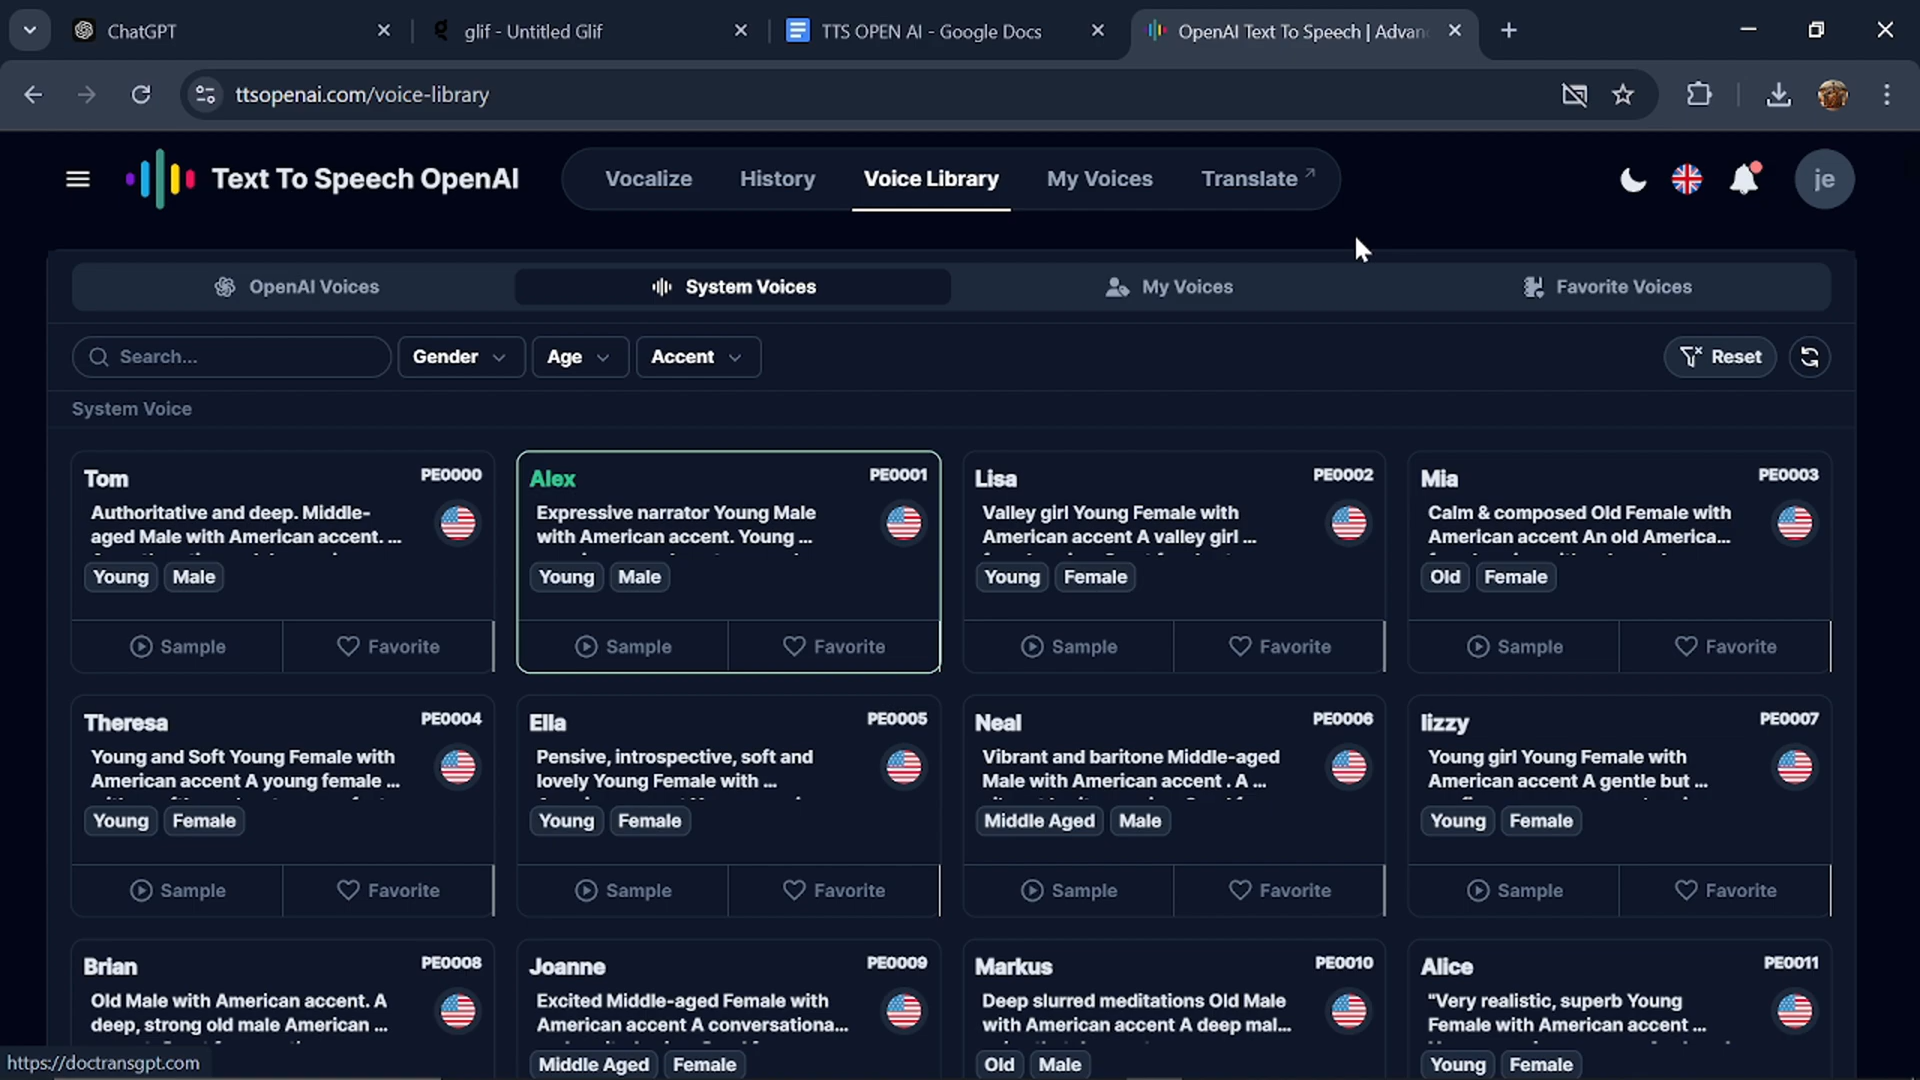 ChatGPT
glif - Untitled Glif
TTS OPEN AI - Google Docs
OpenAI Text To Speech | Advan
ttsopenai.com/voice-library
Text To Speech OpenAI
Vocalize
History
Voice Library
My Voices
Translate
je
OpenAI Voices
System Voices
My Voices
Favorite Voices
Search...
Gender
Age
Accent
Reset
System Voice
Tom
PE0000
Authoritative and deep. Middle-
aged Male with American accent. ...
Young
Male
Sample
Favorite
Alex
PE0001
Expressive narrator Young Male
with American accent. Young ...
Young
Male
Sample
Favorite
Lisa
PE0002
Valley girl Young Female with
American accent A valley girl ...
Young
Female
Sample
Favorite
Mia
PE0003
Calm & composed Old Female with
American accent An old America...
Old
Female
Sample
Favorite
Theresa
PE0004
Young and Soft Young Female with
American accent A young female ...
Young
Female
Sample
Favorite
Ella
PE0005
Pensive, introspective, soft and
lovely Young Female with ...
Young
Female
Sample
Favorite
Neal
PE0006
Vibrant and baritone Middle-aged
Male with American accent . A ...
Middle Aged
Male
Sample
Favorite
lizzy
PE0007
Young girl Young Female with
American accent A gentle but ...
Young
Female
Sample
Favorite
Brian
PE0008
Old Male with American accent. A
deep, strong old male American ...
Joanne
PE0009
Excited Middle-aged Female with
American accent A conversationa...
Middle Aged
Female
Markus
PE0010
Deep slurred meditations Old Male
with American accent A deep mal...
Old
Male
Alice
PE0011
"Very realistic, superb Young
Female with American accent ...
Young
Female
https://doctransgpt.com